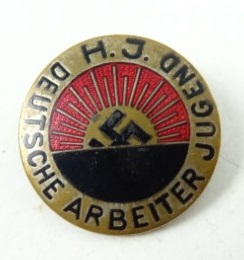 H.J.
DEUTSCHE ARBEITER JUGEND